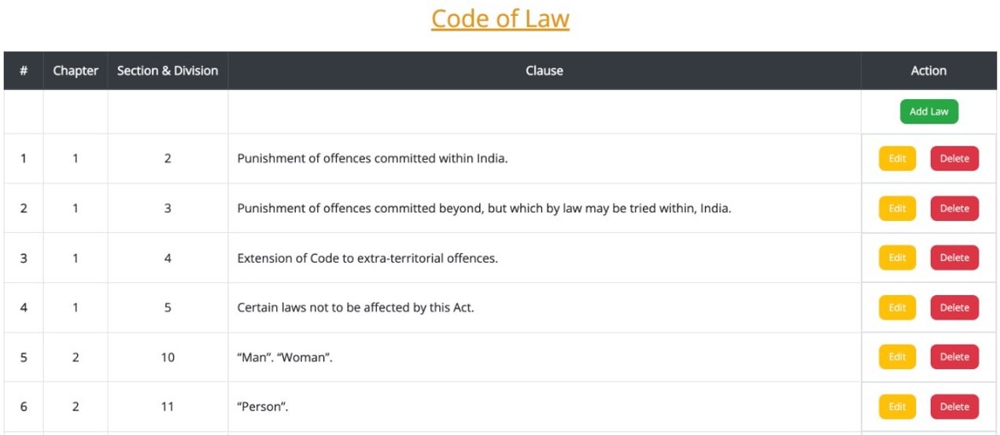 Code of Law
# Chapter Section & Division Clause Action
Add Law
1 1 2 Punishment of offences committed within India. Edit Delete
2 1 3 Punishment of offences committed beyond, but which by law may be tried within, India. Edit Delete
3 1 4 Extension of Code to extra-territorial offences. Edit Delete
4 1 5 Certain laws not to be affected by this Act. Edit Delete
5 2 10 “Man”. “Woman”. Edit Delete
6 2 11 “Person”. Edit Delete